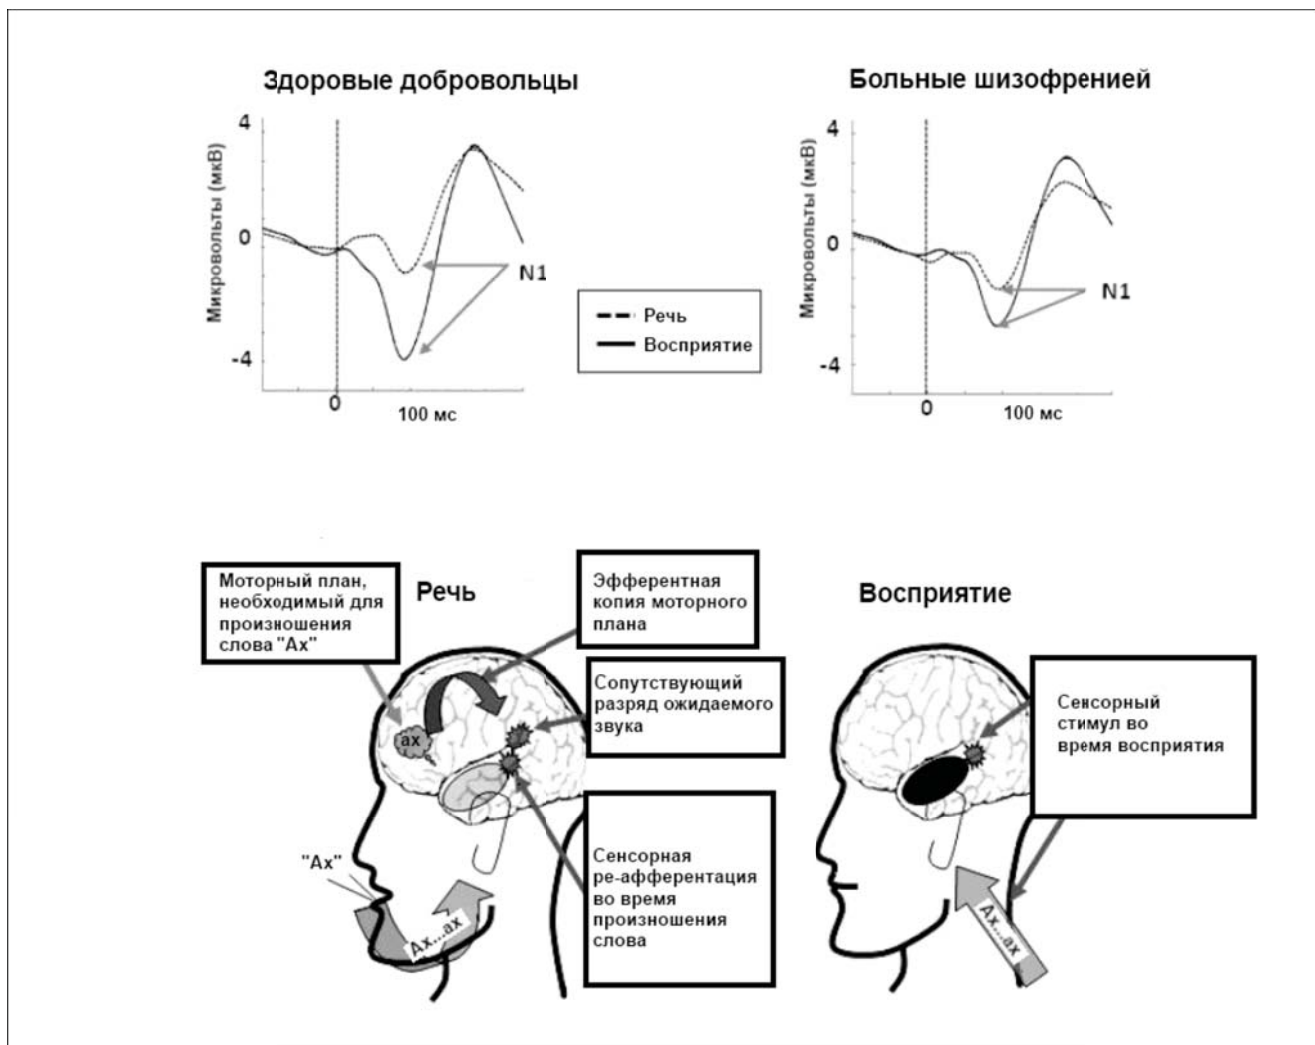 Здоровые добровольцы
Микровольты (мкВ)
4
0
-4
N1
0
100 мс
Речь
Восприятие
Больные шизофренией
Микровольты (мкВ)
4
0
-4
N1
0
100 мс
Моторный план,
необходимый для
произношения
слова "Ах"
Речь
Эфферентная
копия моторного
плана
Сопутствующий
разряд ожидаемого
звука
Сенсорная
ре-афферентация
во время
произношения
слова
ах
"Ах"
Ах...ах
Восприятие
Сенсорный
стимул во
время восприятия
Ах...ах